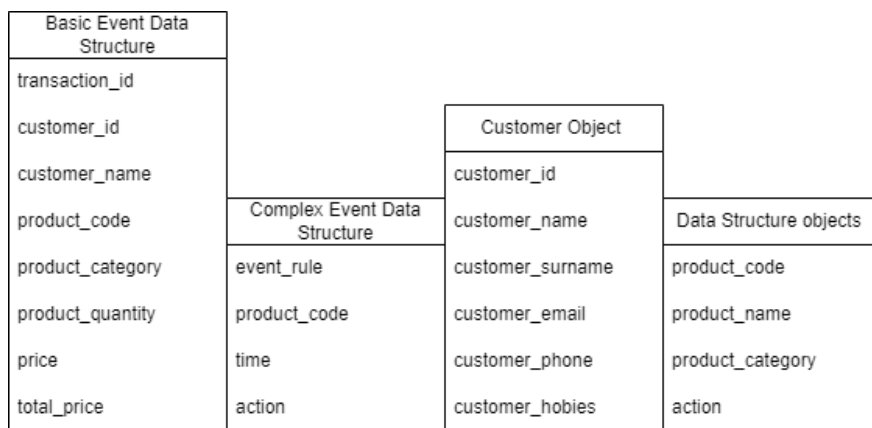 Basic Event Data
Structure
transaction_id
customer_id
customer_name
product_code
product_category
product_quantity
price
total_price
Complex Event Data
Structure
event_rule
product_code
time
action
Customer Object
customer_id
customer_name
customer_surname
customer_email
customer_phone
customer_hobies
Data Structure objects
product_code
product_name
product_category
action